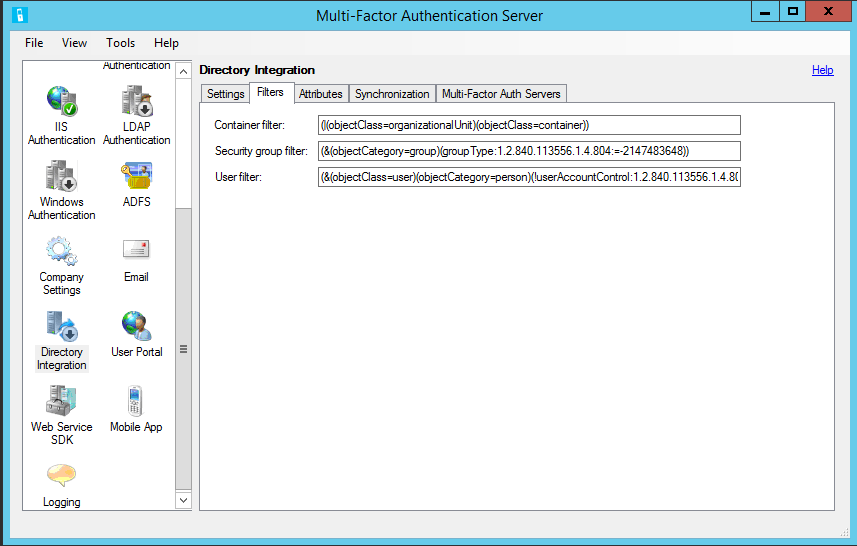 Multi-Factor Authentication Server
File View Tools Help
Authentication
IIS
Authentication
LDAP
Authentication
Windows
Authentication
ADFS
Company
Settings
Email
Directory
Integration
User Portal
Web Service
SDK
Mobile App
Logging
Directory Integration
Help
Settings Filters Attributes Synchronization Multi-Factor Auth Servers
Container filter: (|(objectClass=organizationalUnit)(objectClass=container))
Security group filter: (&(objectCategory=group)(groupType:1.2.840.113556.1.4.804:=-2147483648))
User filter: (&(objectClass=user)(objectCategory=person)(!userAccountControl:1.2.840.113556.1.4.80